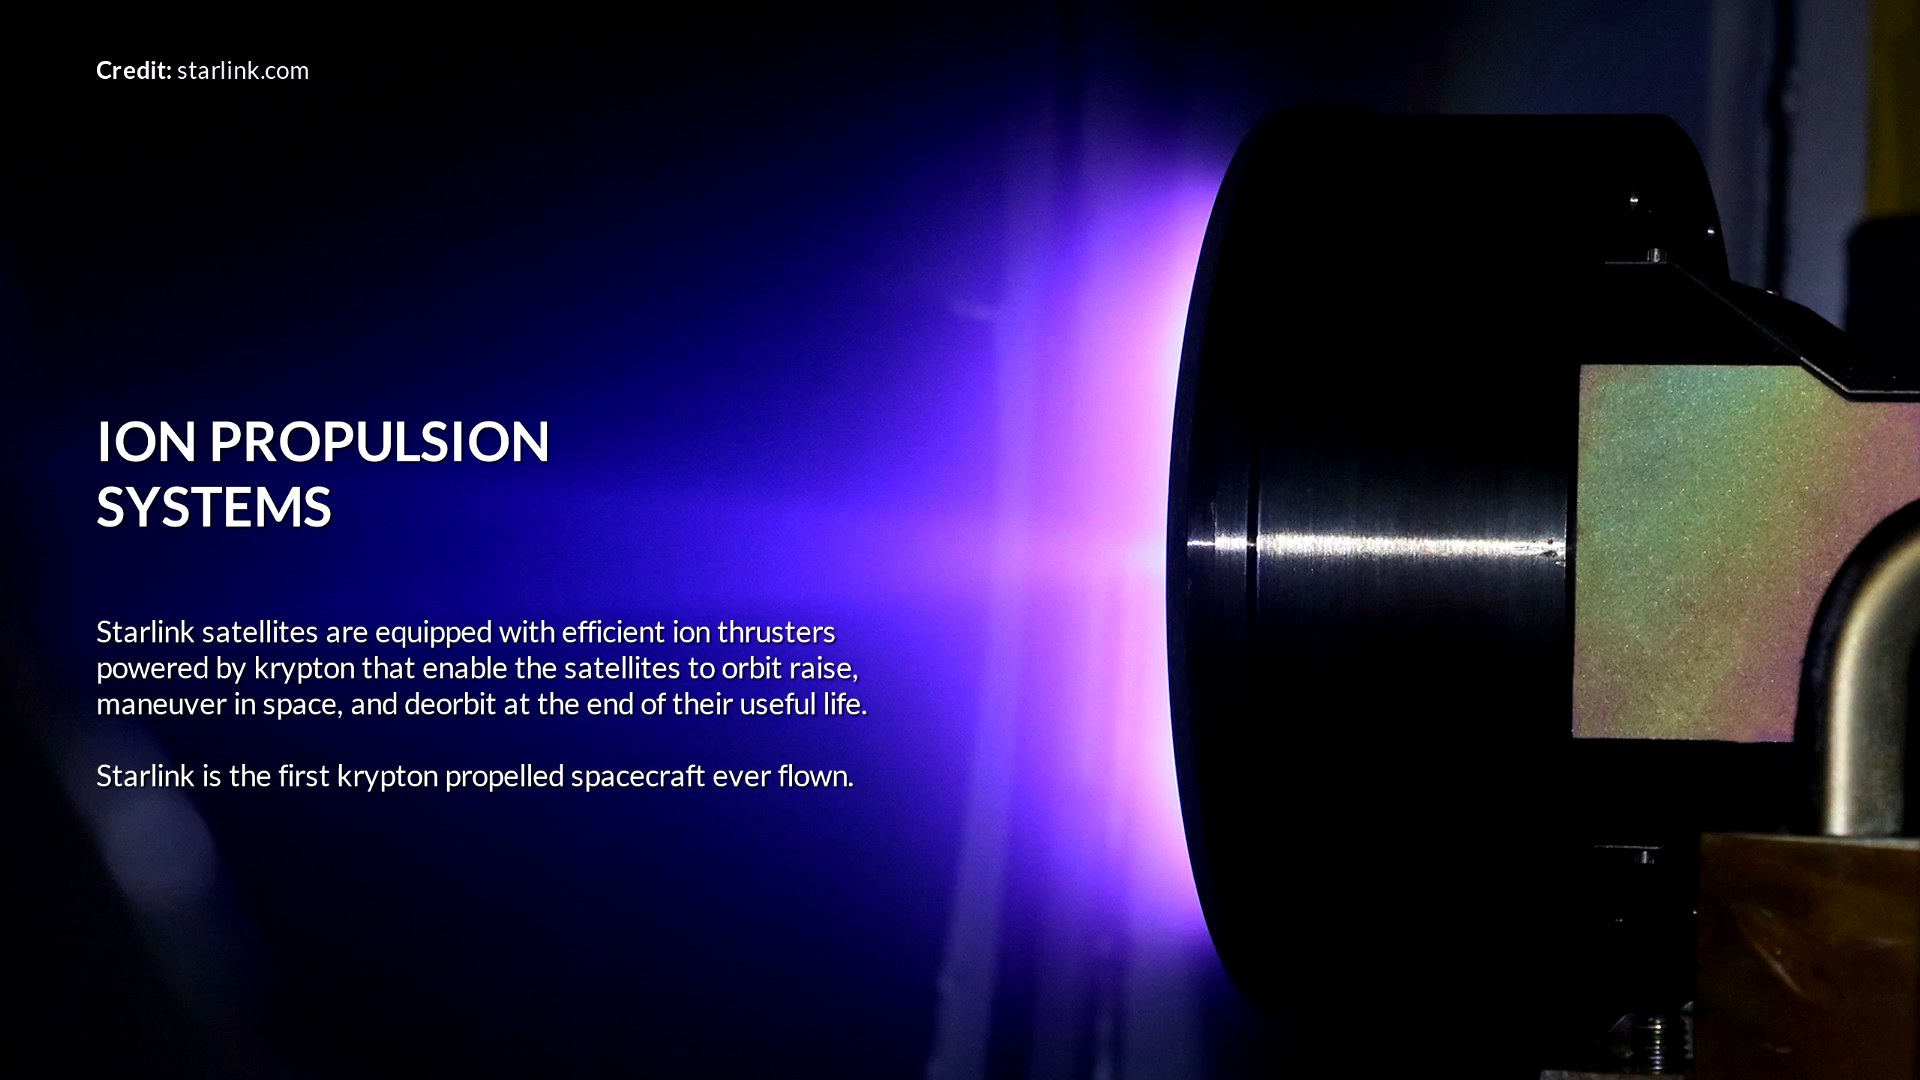 Credit: starlink.com
ION PROPULSION
SYSTEMS
Starlink satellites are equipped with efficient ion thrusters
powered by krypton that enable the satellites to orbit raise,
maneuver in space, and deorbit at the end of their useful life.
Starlink is the first krypton propelled spacecraft ever flown.